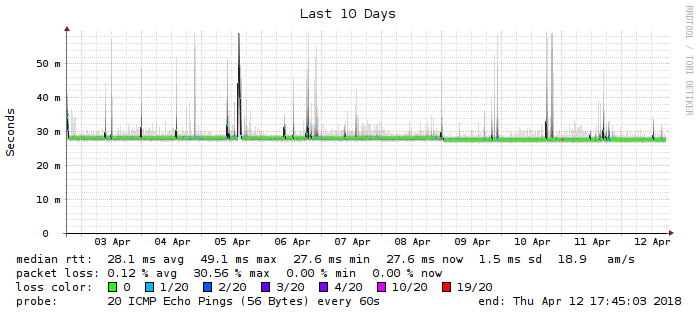 Last 10 Days
RRDTOOL / TOBI OETIKER
Seconds
50 m
40 m
30 m
20 m
10 m
0
03 Apr 04 Apr 05 Apr 06 Apr 07 Apr 08 Apr 09 Apr 10 Apr 11 Apr 12 Apr
median rtt: 28.1 ms avg 49.1 ms max 27.6 ms min 27.6 ms now 1.5 ms sd 18.9 am/s
packet loss: 0.12 % avg 30.56 % max 0.00 % min 0.00 % now
loss color: 0 1/20 2/20 3/20 4/20 10/20 19/20
probe: 20 ICMP Echo Pings (56 Bytes) every 60s end: Thu Apr 12 17:45:03 2018